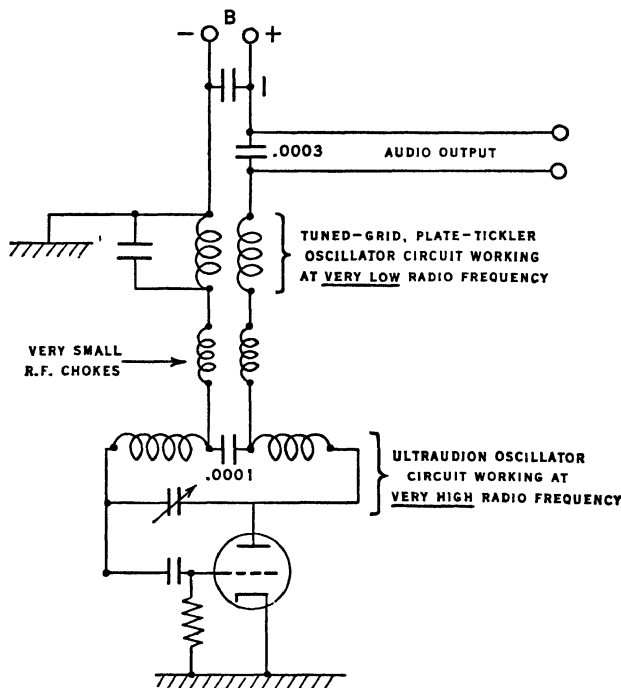 B
− +
1
.0003 AUDIO OUTPUT
TUNED-GRID, PLATE-TICKLER
OSCILLATOR CIRCUIT WORKING
AT VERY LOW RADIO FREQUENCY
VERY SMALL
R.F. CHOKES
.0001
ULTRAUDION OSCILLATOR
CIRCUIT WORKING AT
VERY HIGH RADIO FREQUENCY